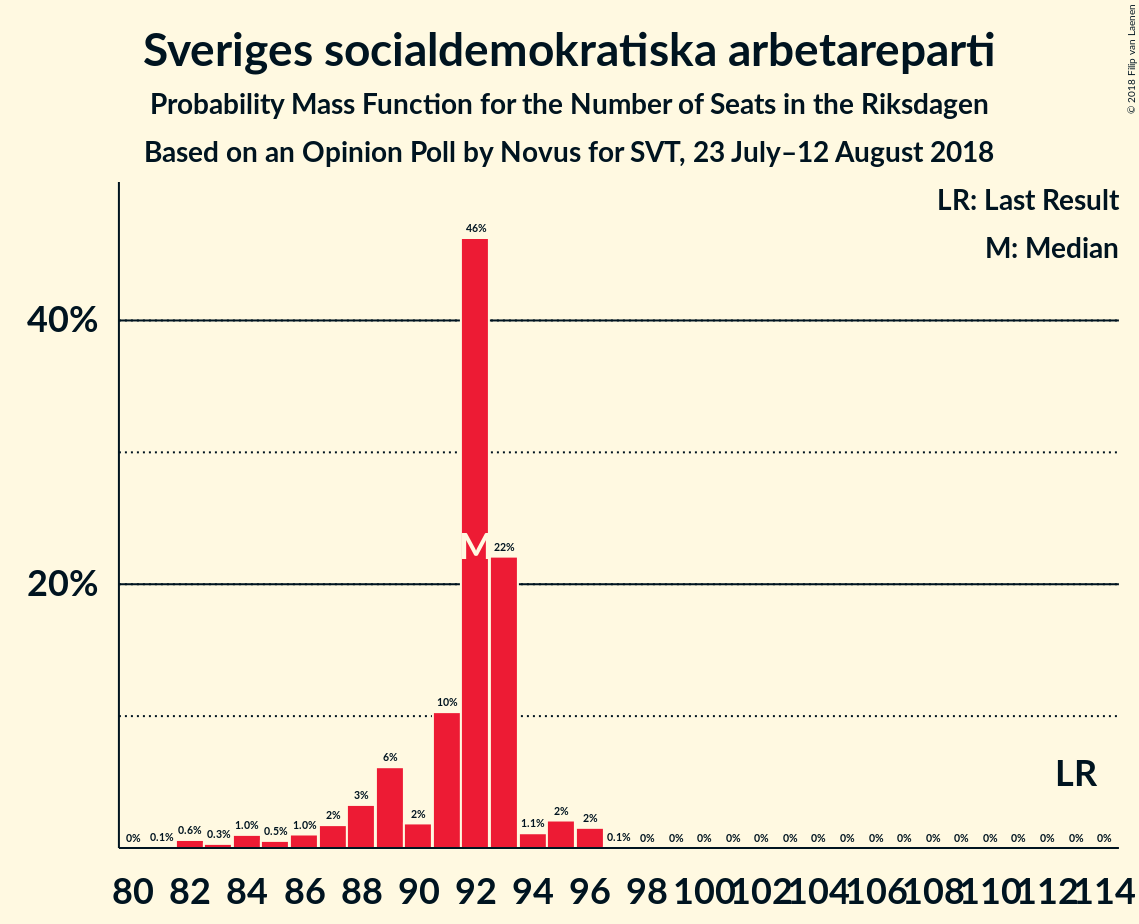 Sveriges socialdemokratiska arbetareparti
Probability Mass Function for the Number of Seats in the Riksdagen
Based on an Opinion Poll by Novus for SVT, 23 July–12 August 2018
© 2018 Filip van Laenen
LR: Last Result
M: Median
40%
20%
0% 0.1% 0.6% 0.3% 1.0% 0.5% 1.0% 2% 3% 6% 2% 10% 46% 22% 1.1% 2% 2% 0.1% 0% 0% 0% 0% 0% 0% 0% 0% 0% 0% 0% 0% 0% 0% 0% 0% 0%
M
LR
80 82 84 86 88 90 92 94 96 98 100 102 104 106 108 110 112 114